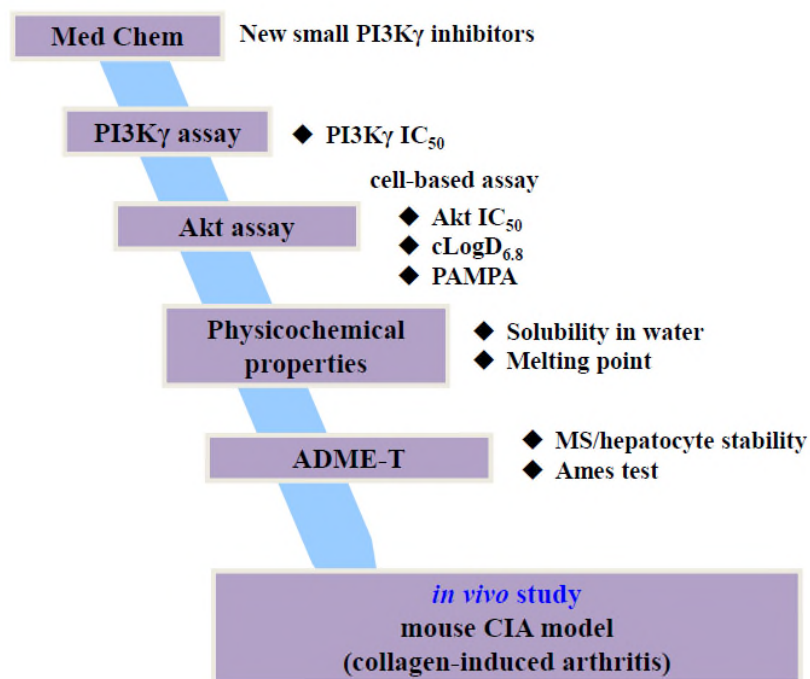 Med Chem
New small PI3Kγ inhibitors
PI3Kγ assay
◆ PI3Kγ IC₅₀
cell-based assay
Akt assay
◆ Akt IC₅₀
◆ cLogD₆.₈
◆ PAMPA
Physicochemical
properties
◆ Solubility in water
◆ Melting point
ADME-T
◆ MS/hepatocyte stability
◆ Ames test
in vivo study
mouse CIA model
(collagen-induced arthritis)